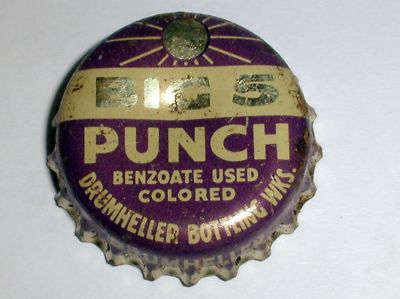 BIG 5
PUNCH
BENZOATE USED
COLORED
DRUMHELLER BOTTLING WKS.